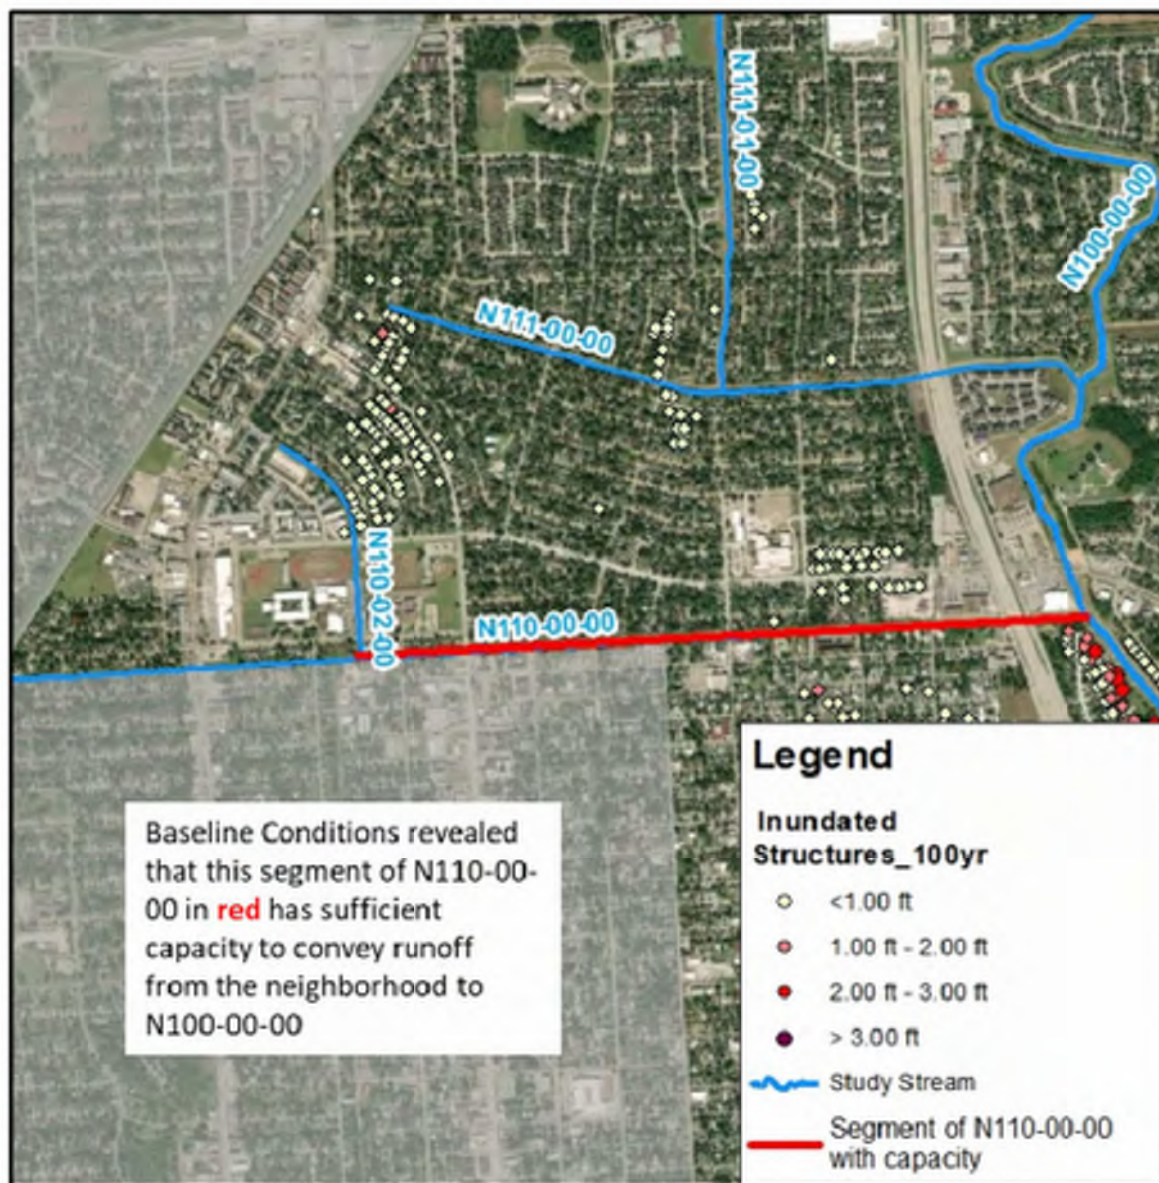 N111-01-00
N100-00-00
N111-00-00
N110-02-00
N110-00-00
Baseline Conditions revealed
that this segment of N110-00-
00 in red has sufficient
capacity to convey runoff
from the neighborhood to
N100-00-00
Legend
Inundated
Structures_100yr
<1.00 ft
1.00 ft - 2.00 ft
2.00 ft - 3.00 ft
> 3.00 ft
Study Stream
Segment of N110-00-00
with capacity